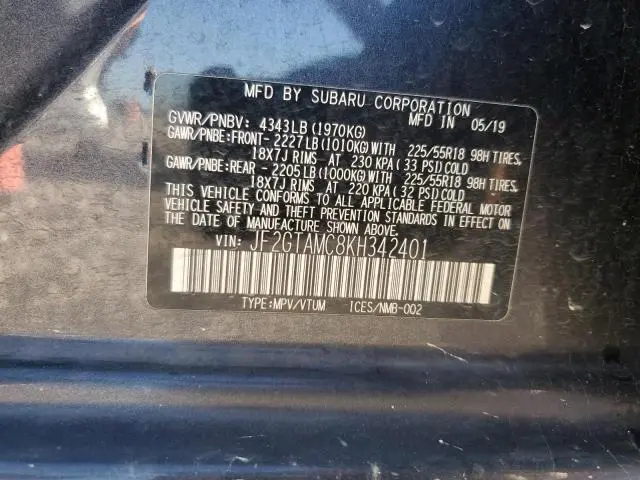 MFD BY SUBARU CORPORATION
GVWR/PNBV: 4343LB (1970KG) MFD IN 05/19
GAWR/PNBE:FRONT- 2227LB(1010KG)WITH 225/55R18 98H TIRES,
18X7J RIMS AT 230 KPA (33 PSI)COLD
GAWR/PNBE:REAR - 2205LB(1000KG)WITH 225/55R18 98H TIRES,
18X7J RIMS AT 220 KPA (32 PSI)COLD
THIS VEHICLE CONFORMS TO ALL APPLICABLE FEDERAL MOTOR
VEHICLE SAFETY AND THEFT PREVENTION STANDARDS IN EFFECT ON
THE DATE OF MANUFACTURE SHOWN ABOVE.
VIN: JF2GTAMC8KH342401
TYPE:MPV/VTUM ICES/NMB-002